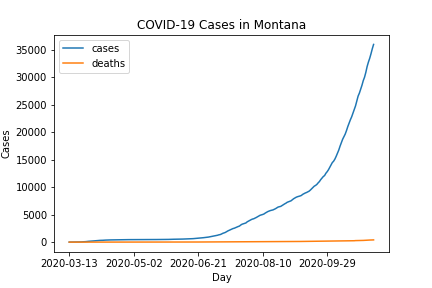 COVID-19 Cases in Montana
cases
deaths
35000
30000
25000
20000
15000
10000
5000
0
Cases
2020-03-13 2020-05-02 2020-06-21 2020-08-10 2020-09-29
Day